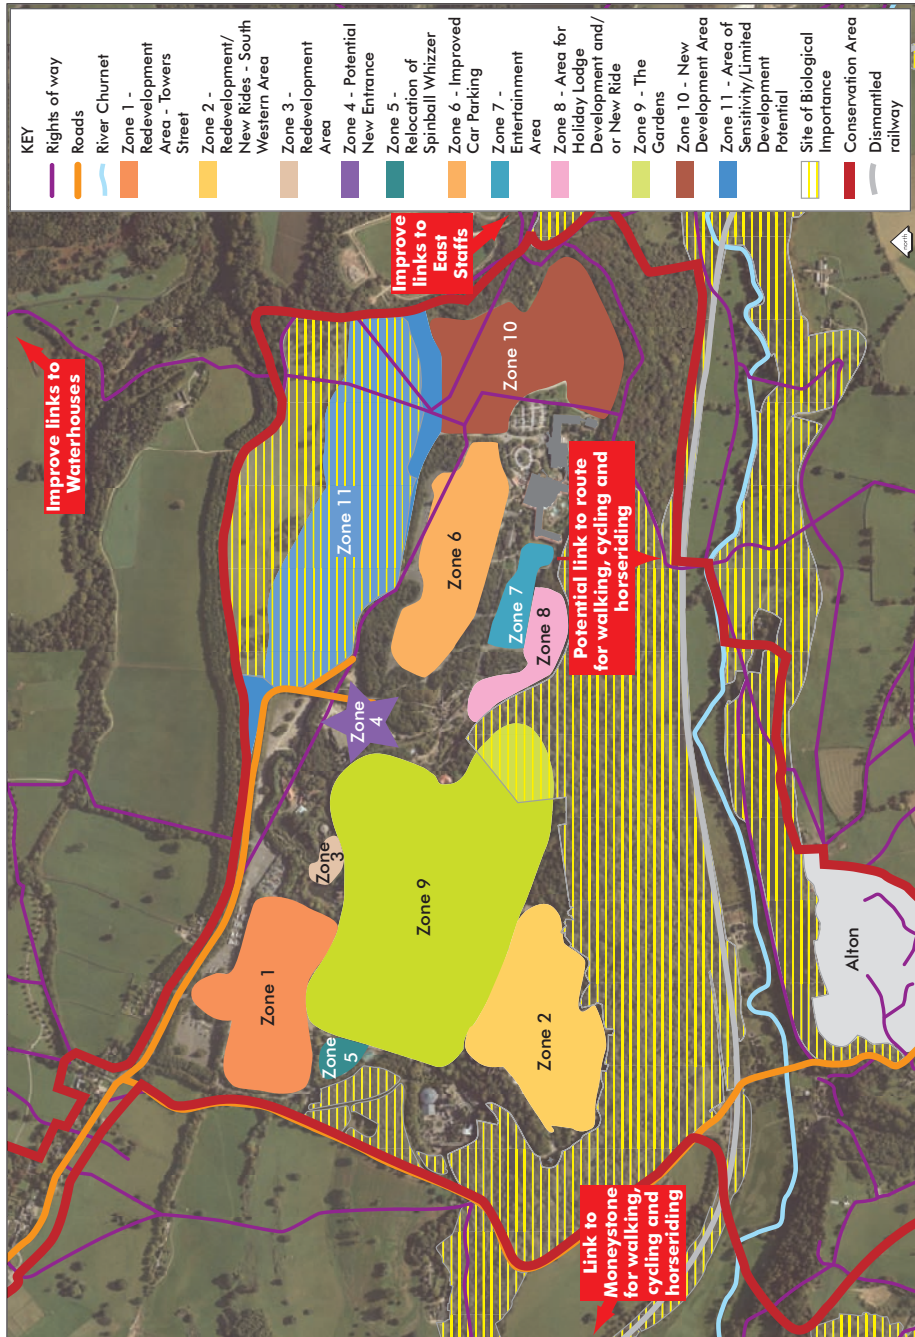 KEY
Rights of way
Roads
River Churnet
Zone 1 -
Redevelopment
Area - Towers
Street
Zone 2 -
Redevelopment/
New Rides - South
Western Area
Zone 3 -
Redevelopment
Area
Zone 4 - Potential
New Entrance
Zone 5 -
Relocation of
Spinball Whizzer
Zone 6 - Improved
Car Parking
Zone 7 -
Entertainment
Area
Zone 8 - Area for
Holiday Lodge
Development and/
or New Ride
Zone 9 - The
Gardens
Zone 10 - New
Development Area
Zone 11 - Area of
Sensitivity/Limited
Development
Potential
Site of Biological
Importance
Conservation Area
Dismantled
railway
north
Improve links to
Waterhouses
Improve
links to
East
Staffs
Zone 11
Zone 10
Zone 6
Zone 7
Zone 8
Zone
4
Zone
3
Zone 9
Zone 1
Zone
5
Zone 2
Potential link to route
for walking, cycling and
horseriding
Alton
Link to
Moneystone
for walking,
cycling and
horseriding